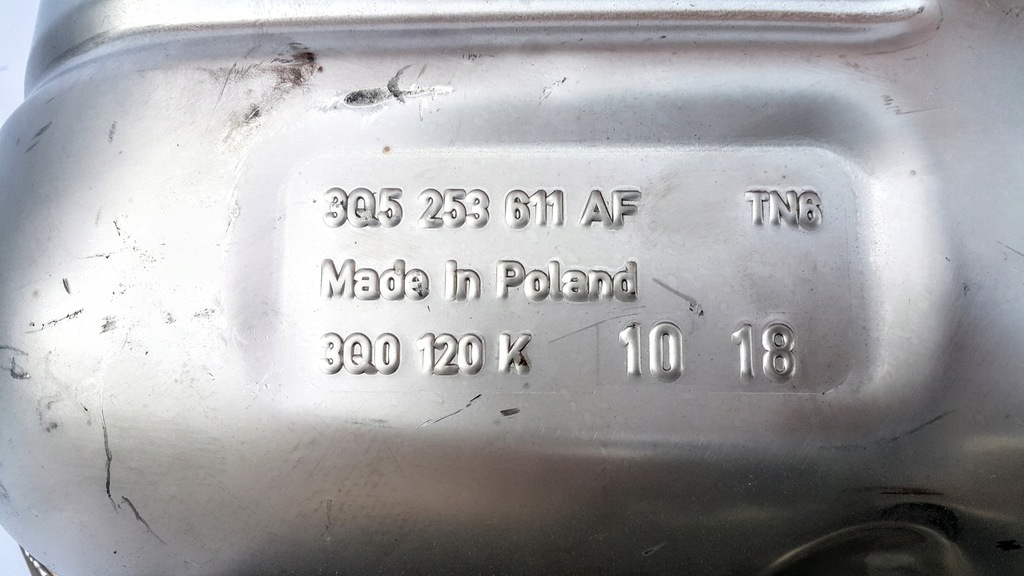 3Q5 253 611 AF TN6
Made In Poland
3Q0 120 K 10 18